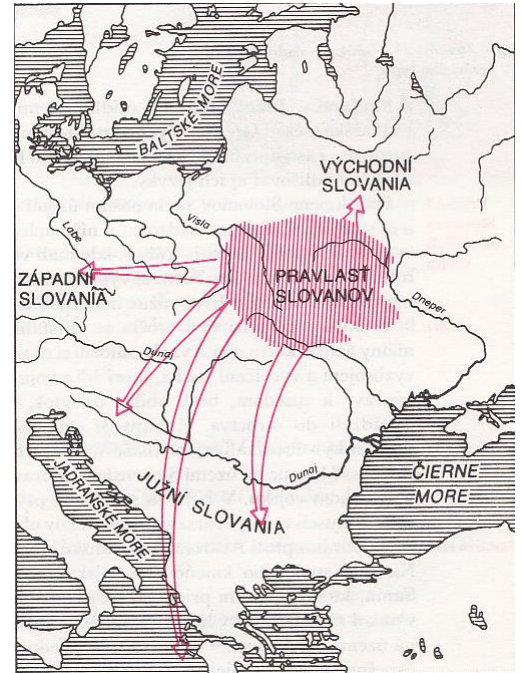 BALTSKÉ MORE
VÝCHODNÍ
SLOVANIA
Visla
Labe
ZÁPADNÍ
SLOVANIA
PRAVLASŤ
SLOVANOV
Dneper
Dunaj
Dunaj
JUŽNÍ SLOVANIA
JADRANSKÉ MORE
ČIERNE
MORE